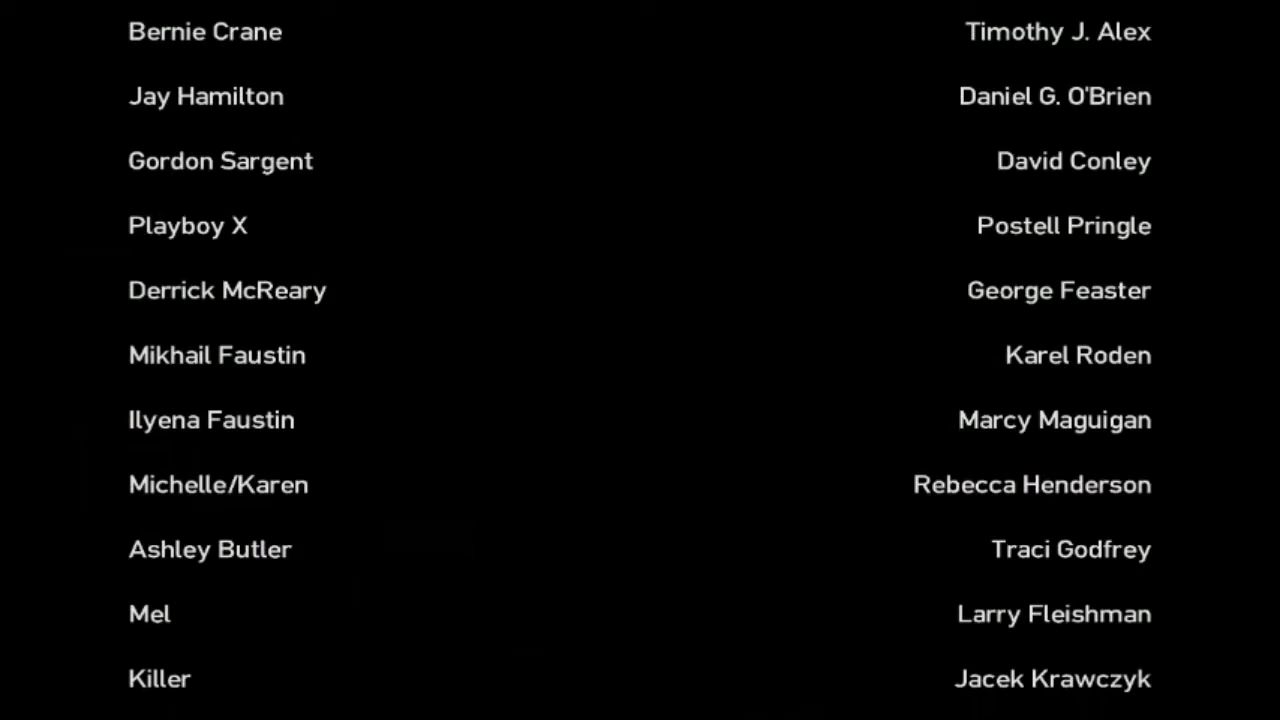 Bernie Crane Timothy J. Alex
Jay Hamilton Daniel G. O'Brien
Gordon Sargent David Conley
Playboy X Postell Pringle
Derrick McReary George Feaster
Mikhail Faustin Karel Roden
Ilyena Faustin Marcy Maguigan
Michelle/Karen Rebecca Henderson
Ashley Butler Traci Godfrey
Mel Larry Fleishman
Killer Jacek Krawczyk